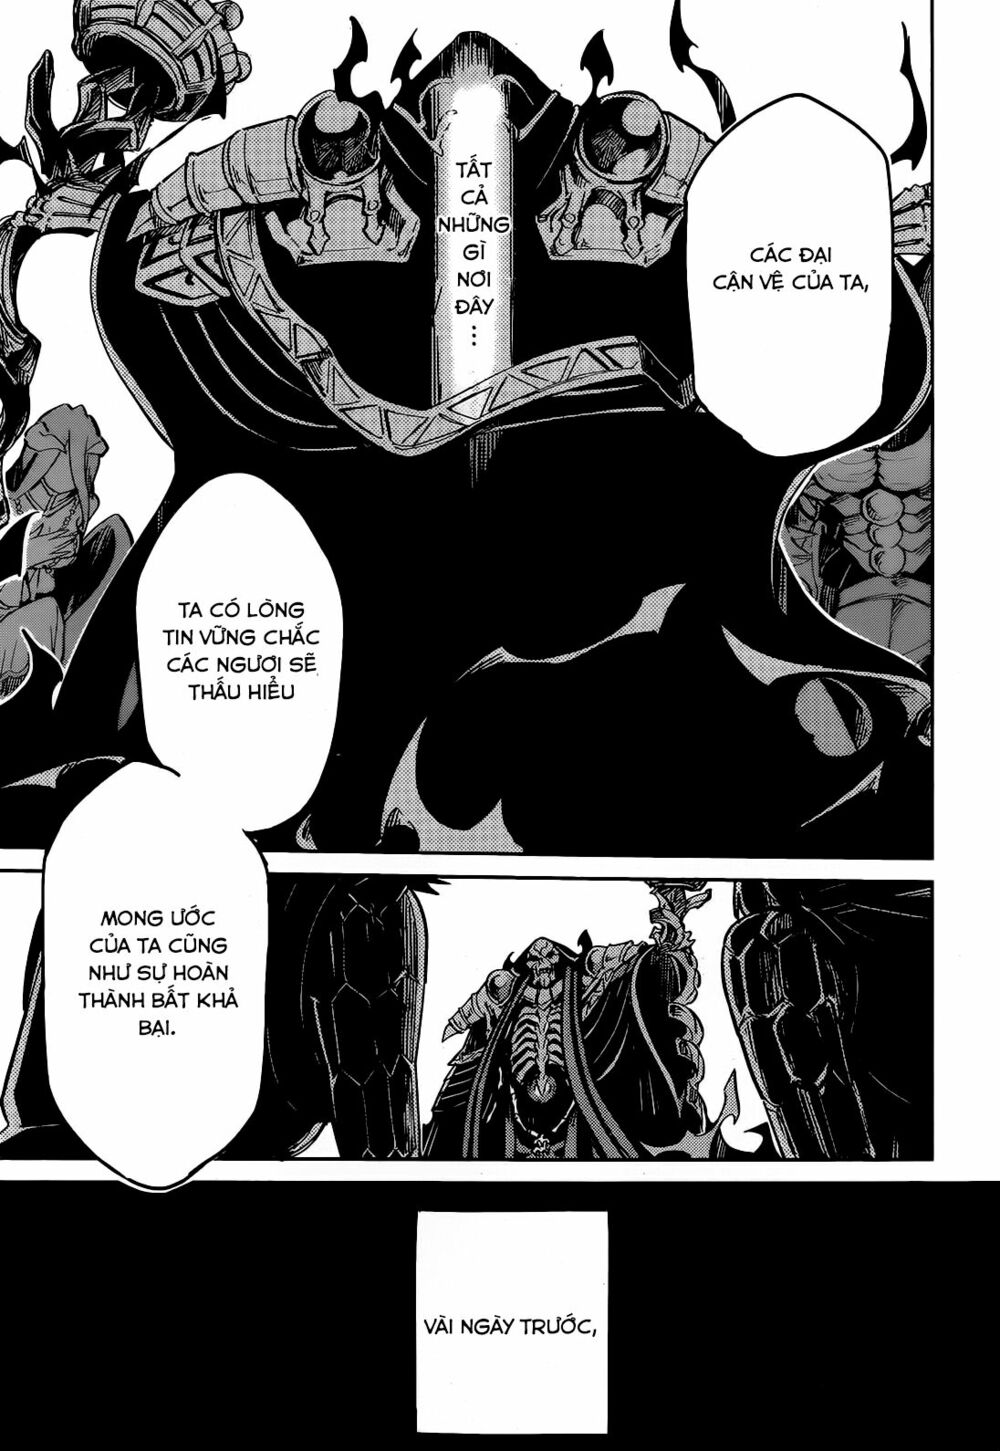 CÁC ĐẠI
CẬN VỆ CỦA TA,
TẤT
CẢ
NHỮNG
GÌ
NƠI
ĐÂY
...
TA CÓ LÒNG
TIN VỮNG CHẮC
CÁC NGƯƠI SẼ
THẤU HIỂU
MONG ƯỚC
CỦA TA CŨNG
NHƯ SỰ HOÀN
THÀNH BẤT KHẢ
BẠI.
VÀI NGÀY TRƯỚC,